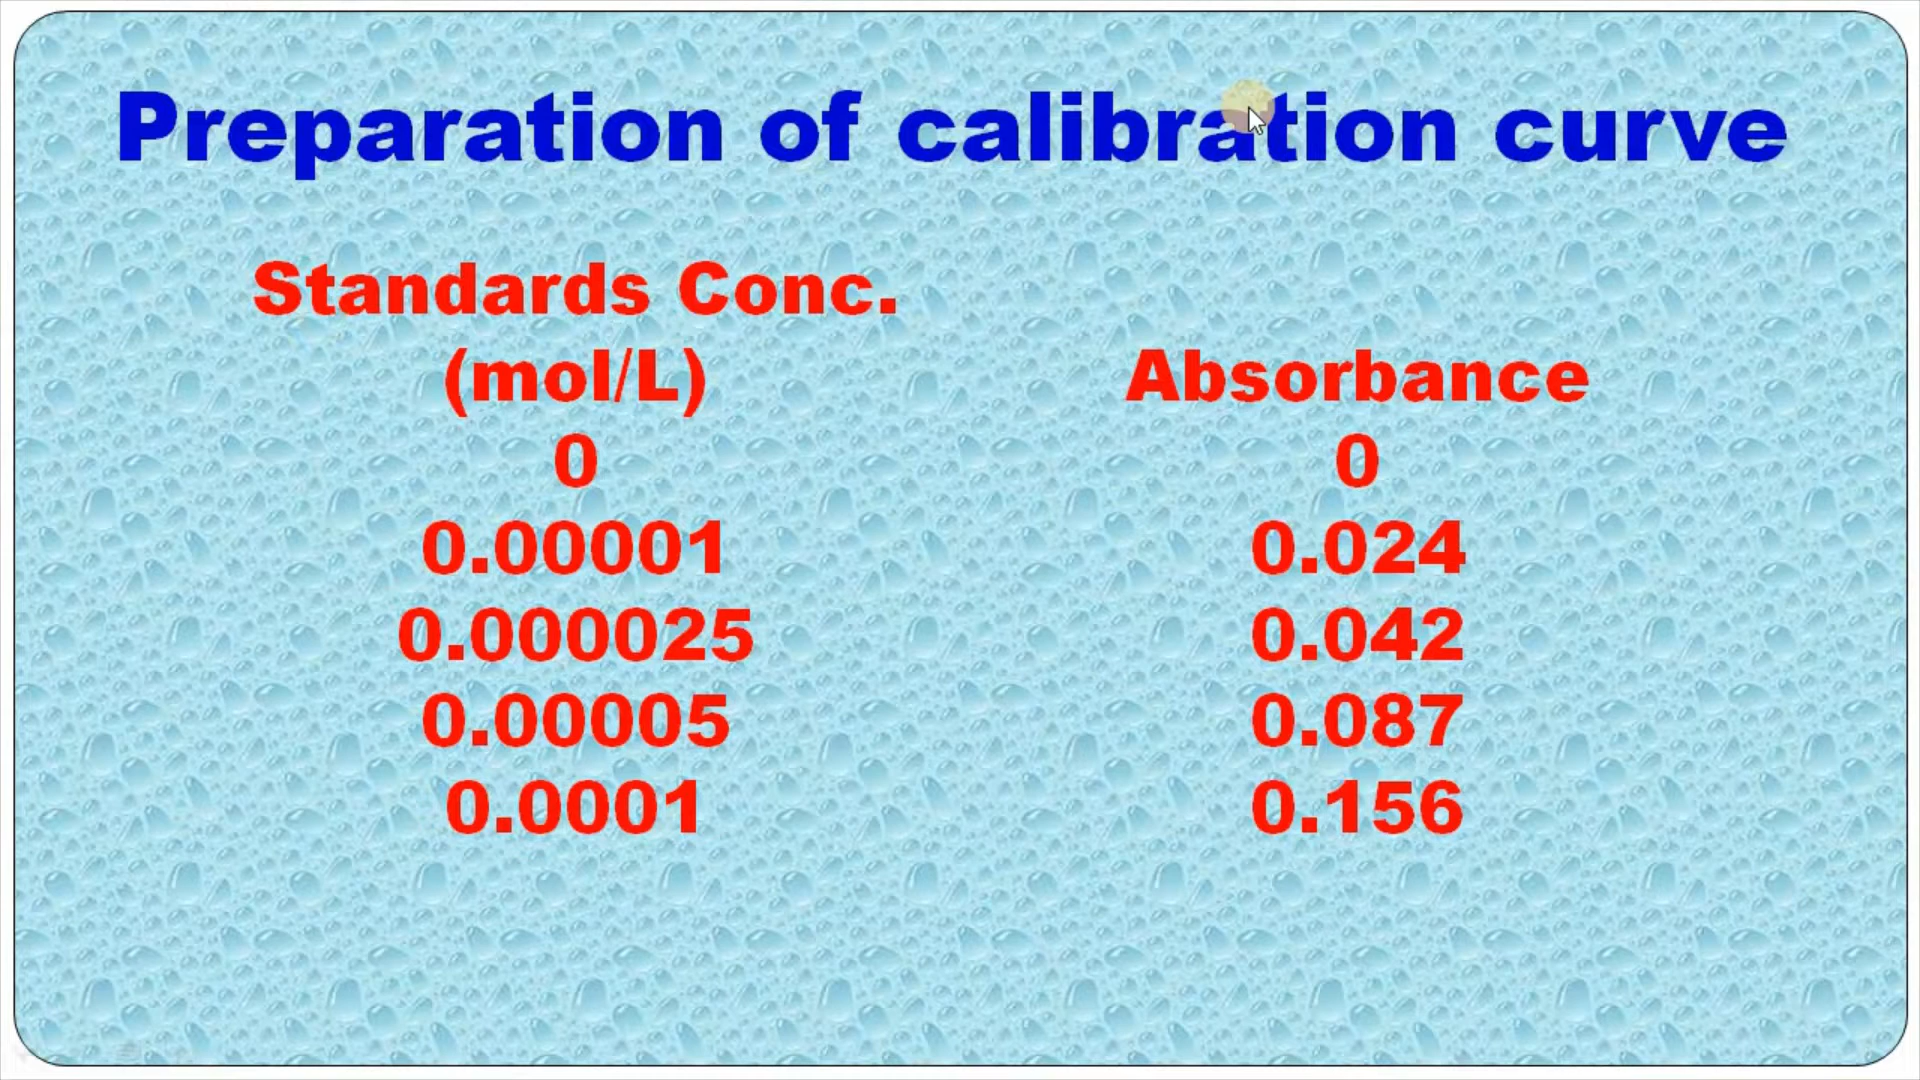 Preparation of calibration curve
Standards Conc.
(mol/L) Absorbance
0 0
0.00001 0.024
0.000025 0.042
0.00005 0.087
0.0001 0.156